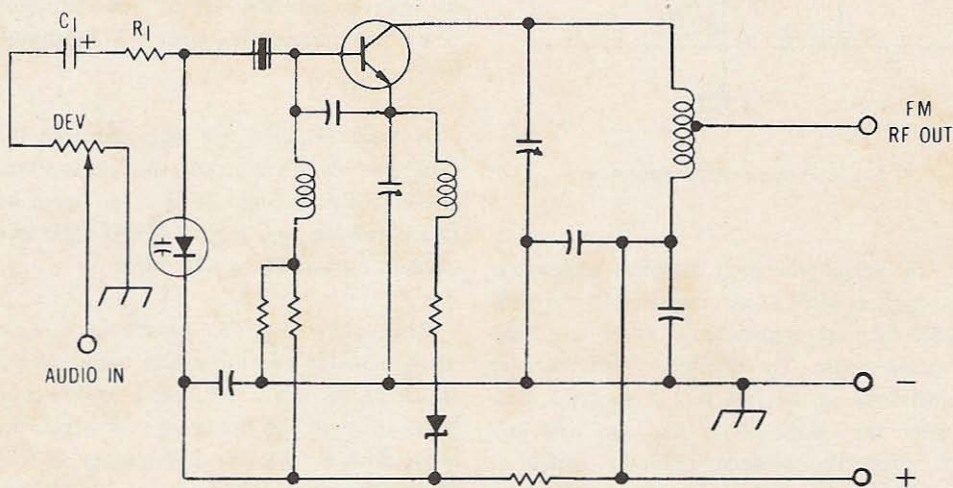 C1
+
R1
DEV
AUDIO IN
FM
RF OUT
-
+